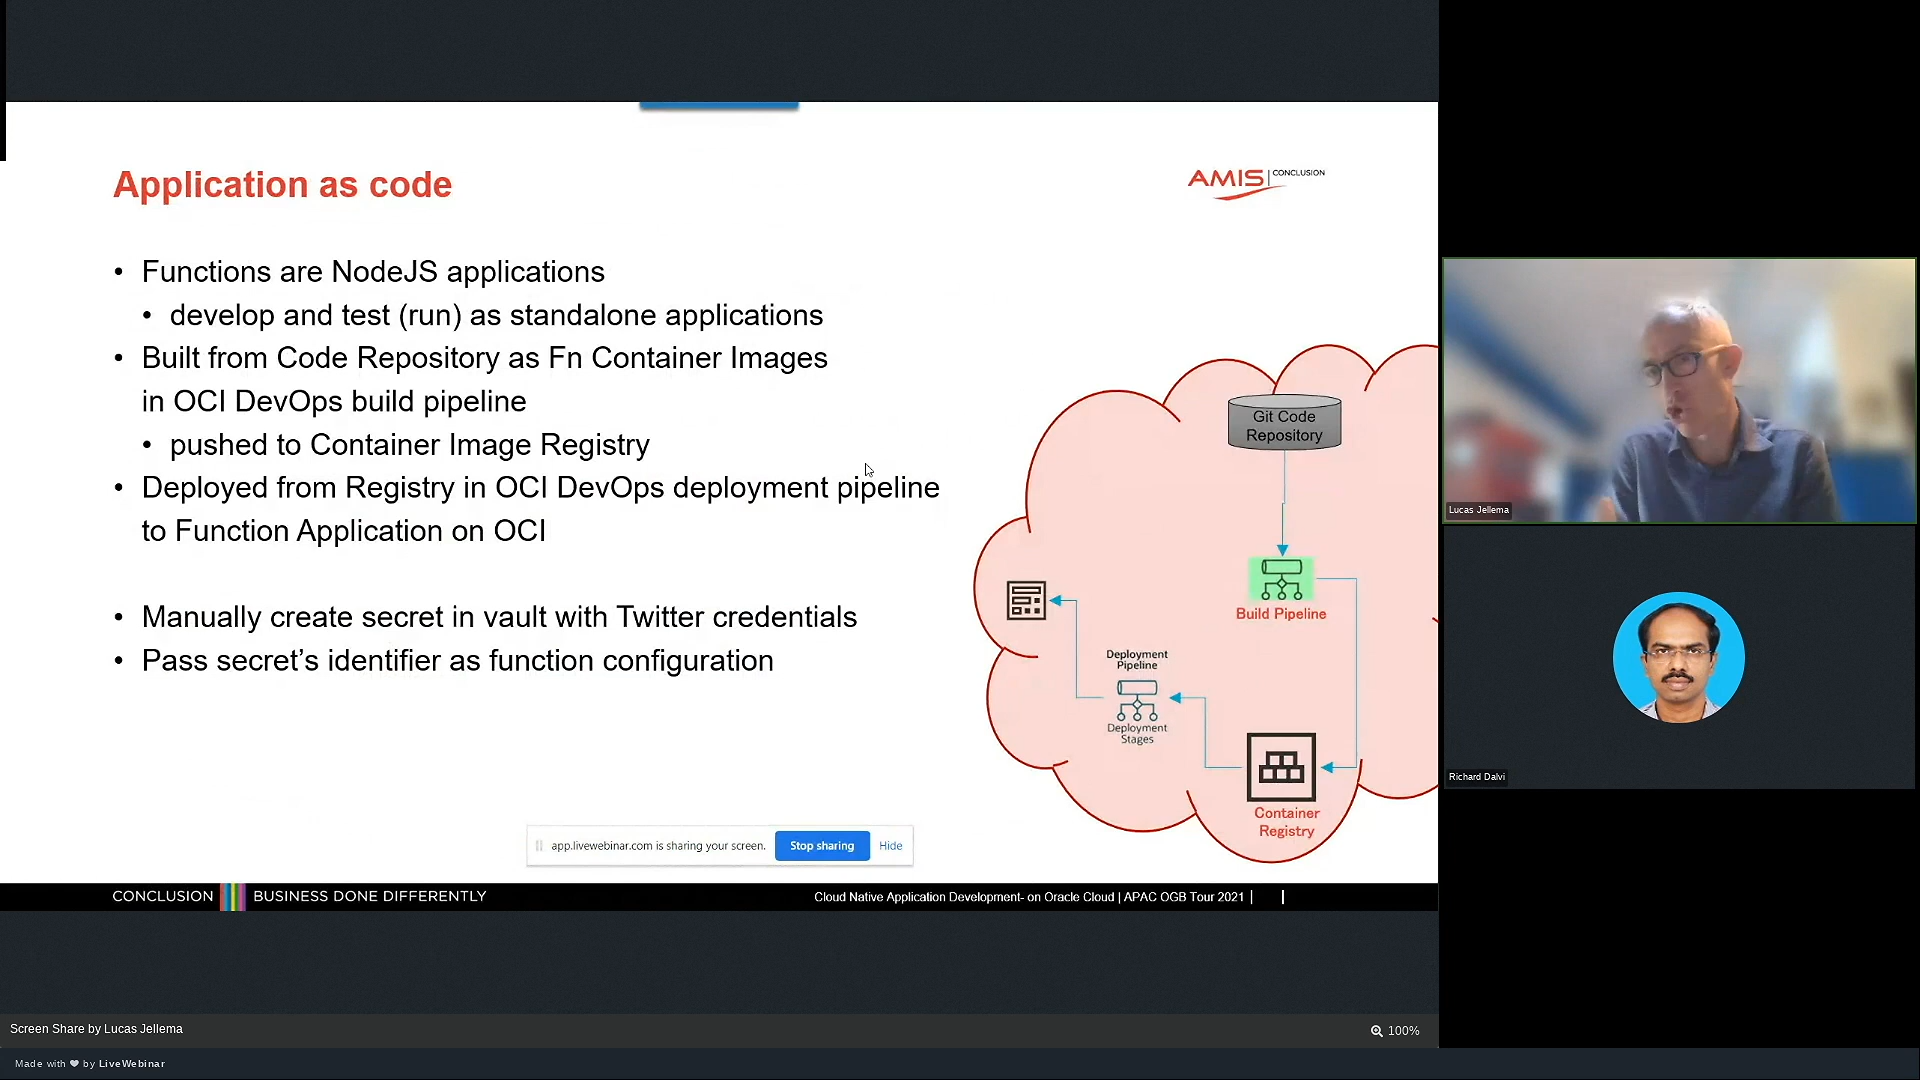 Application as code
AMIS | CONCLUSION
• Functions are NodeJS applications
• develop and test (run) as standalone applications
• Built from Code Repository as Fn Container Images
in OCI DevOps build pipeline
• pushed to Container Image Registry
• Deployed from Registry in OCI DevOps deployment pipeline
to Function Application on OCI
• Manually create secret in vault with Twitter credentials
• Pass secret’s identifier as function configuration
Git Code
Repository
Build Pipeline
Deployment
Pipeline
Deployment
Stages
Container
Registry
app.livewebinar.com is sharing your screen.
Stop sharing
Hide
CONCLUSION BUSINESS DONE DIFFERENTLY
Cloud Native Application Development- on Oracle Cloud | APAC OGB Tour 2021 |
Lucas Jellema
Richard Dalvi
Screen Share by Lucas Jellema
100%
Made with ❤ by LiveWebinar